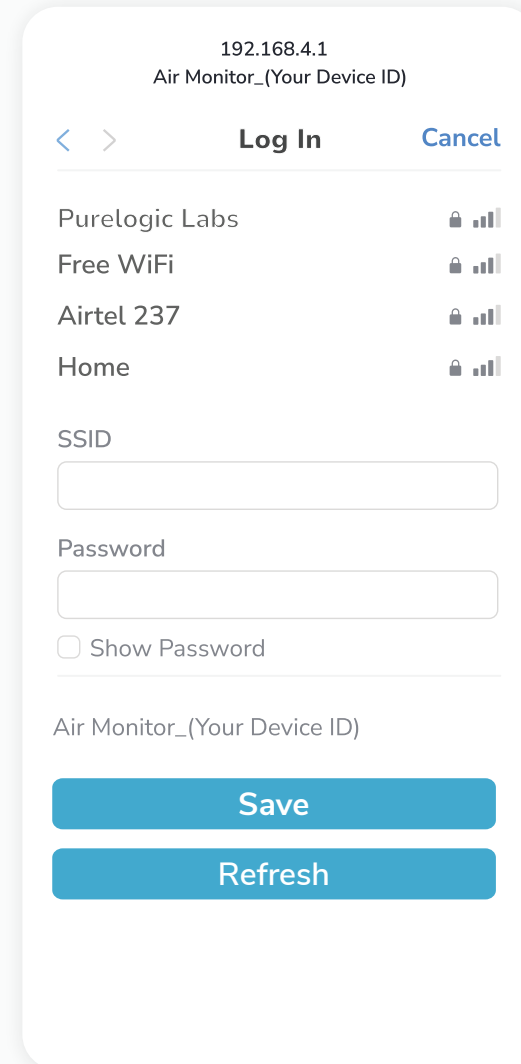 192.168.4.1
Air Monitor_(Your Device ID)
Log In
Cancel
Purelogic Labs
Free WiFi
Airtel 237
Home
SSID
Password
Show Password
Air Monitor_(Your Device ID)
Save
Refresh